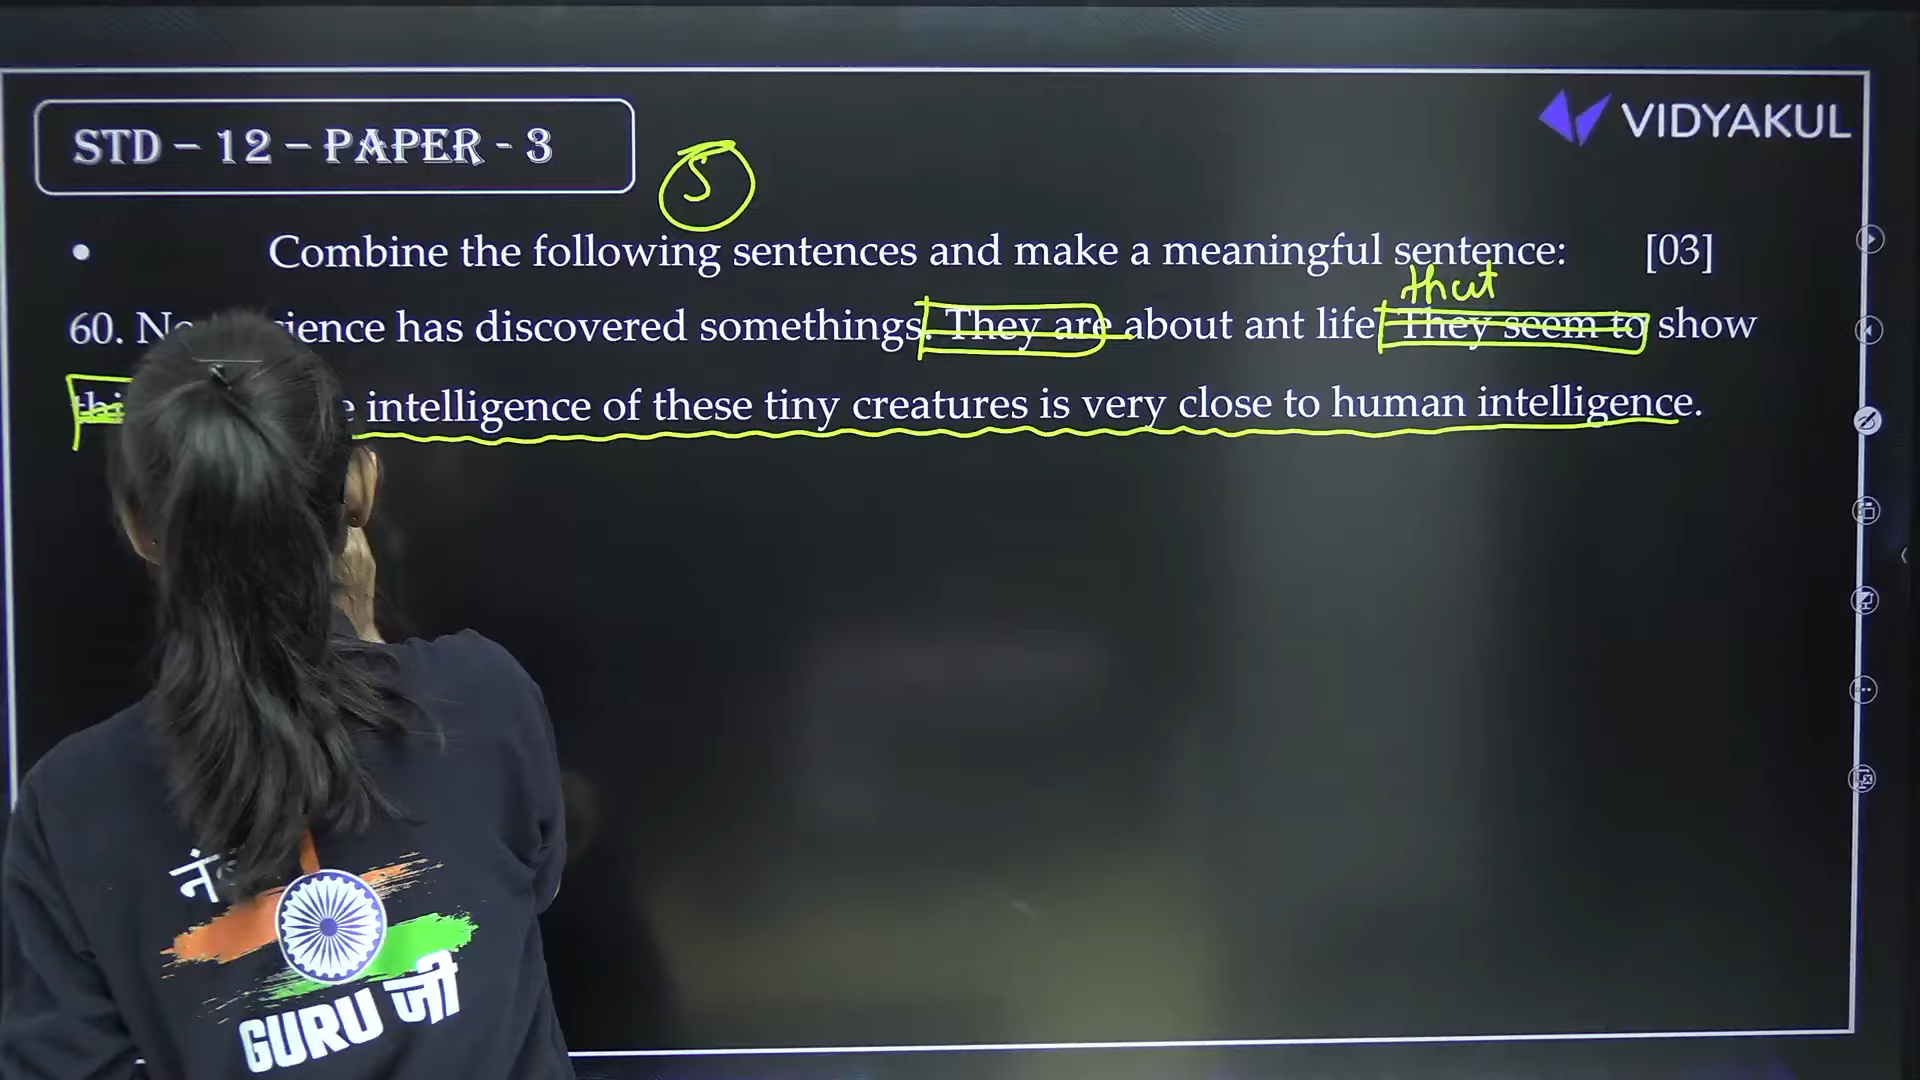 STD – 12 – PAPER - 3
VIDYAKUL
5
• Combine the following sentences and make a meaningful sentence: [03]
that
60. science has discovered somethings. They are about ant life They seem to show
intelligence of these tiny creatures is very close to human intelligence.
GURU जी